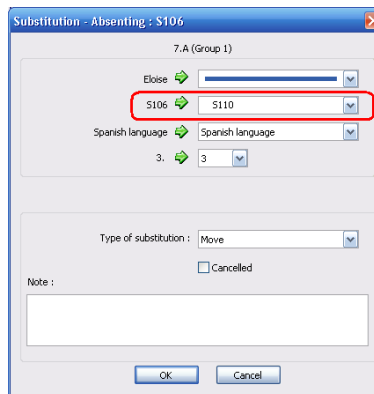 Substitution - Absenting : S106
7.A (Group 1)
Eloise
S106 S110
Spanish language Spanish language
3. 3
Type of substitution : Move
Cancelled
Note :
OK Cancel